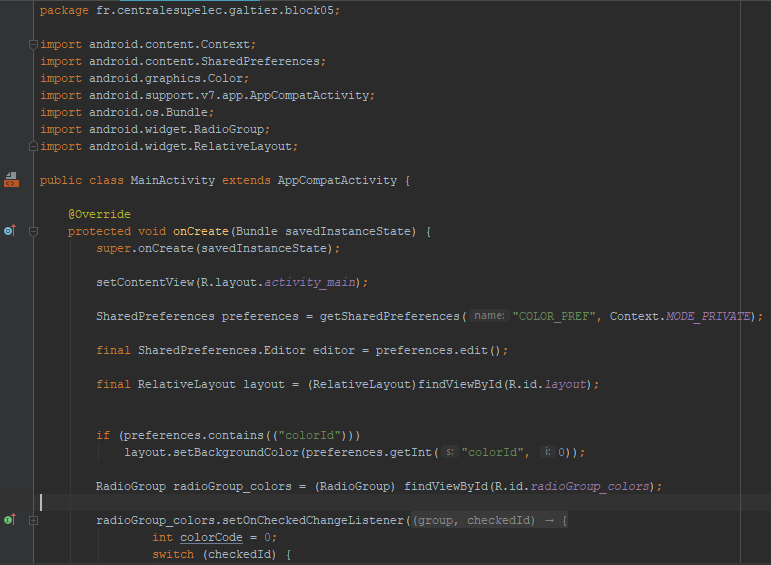 package fr.centralesupelec.galtier.block05;
import android.content.Context;
import android.content.SharedPreferences;
import android.graphics.Color;
import android.support.v7.app.AppCompatActivity;
import android.os.Bundle;
import android.widget.RadioGroup;
import android.widget.RelativeLayout;
public class MainActivity extends AppCompatActivity {
@Override
protected void onCreate(Bundle savedInstanceState) {
super.onCreate(savedInstanceState);
setContentView(R.layout.activity_main);
SharedPreferences preferences = getSharedPreferences( name: "COLOR_PREF", Context.MODE_PRIVATE);
final SharedPreferences.Editor editor = preferences.edit();
final RelativeLayout layout = (RelativeLayout)findViewById(R.id.layout);
if (preferences.contains(("colorId")))
layout.setBackgroundColor(preferences.getInt( s: "colorId", i: 0));
RadioGroup radioGroup_colors = (RadioGroup) findViewById(R.id.radioGroup_colors);
radioGroup_colors.setOnCheckedChangeListener((group, checkedId) → {
int colorCode = 0;
switch (checkedId) {